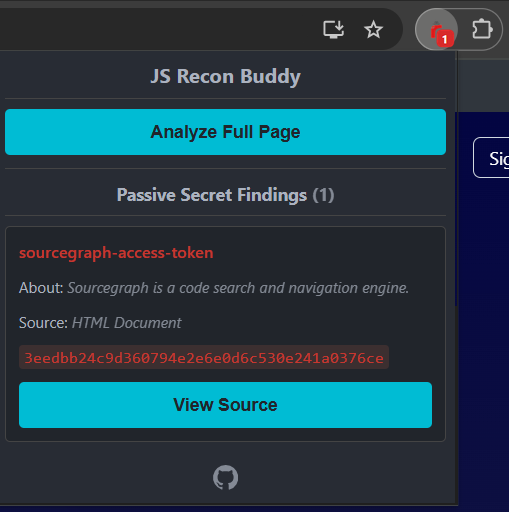 1
JS Recon Buddy
Analyze Full Page
Sig
Passive Secret Findings (1)
sourcegraph-access-token
About: Sourcegraph is a code search and navigation engine.
Source: HTML Document
3eedbb24c9d360794e2e6e0d6c530e241a0376ce
View Source